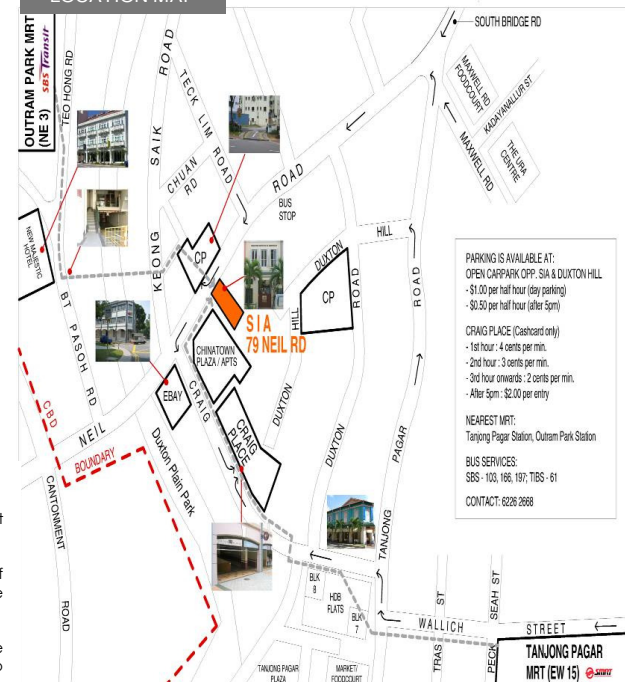 LOCATION MAP
OUTRAM PARK MRT
(NE 3)
SBS Transit
TEO HONG RD
KEONG SAIK ROAD
TECK LIM ROAD
CHUAN RD
ROAD
BUS
STOP
SOUTH BRIDGE RD
MAXWELL RD
FOODCOURT
KADAYANALLUR ST
MAXWELL RD
THE URA
CENTRE
NEW MAJESTIC
HOTEL
BT PASOH RD
CP
SIA
79 NEIL RD
DUXTON HILL
HILL
CP
ROAD
ROAD
CHINATOWN
PLAZA / APTS
EBAY
CRAIG
CRAIG
PLACE
DUXTON
DUXTON
PAGAR
TANJONG
NEIL
CBD
BOUNDARY
Duxton Plain Park
CANTONMENT
ROAD
PARKING IS AVAILABLE AT:
OPEN CARPARK OPP. SIA & DUXTON HILL
- $1.00 per half hour (day parking)
- $0.50 per half hour (after 5pm)
CRAIG PLACE (Cashcard only)
- 1st hour : 4 cents per min.
- 2nd hour : 3 cents per min.
- 3rd hour onwards : 2 cents per min.
- After 5pm : $2.00 per entry
NEAREST MRT:
Tanjong Pagar Station, Outram Park Station
BUS SERVICES:
SBS - 103, 166, 197; TIBS - 61
CONTACT: 6226 2668
BLK
8
HDB
FLATS
BLK
7
WALLICH STREET
TRAS ST
PECK SEAH ST
TANJONG PAGAR
PLAZA
MARKET/
FOODCOURT
TANJONG PAGAR
MRT (EW 15)
SMRT